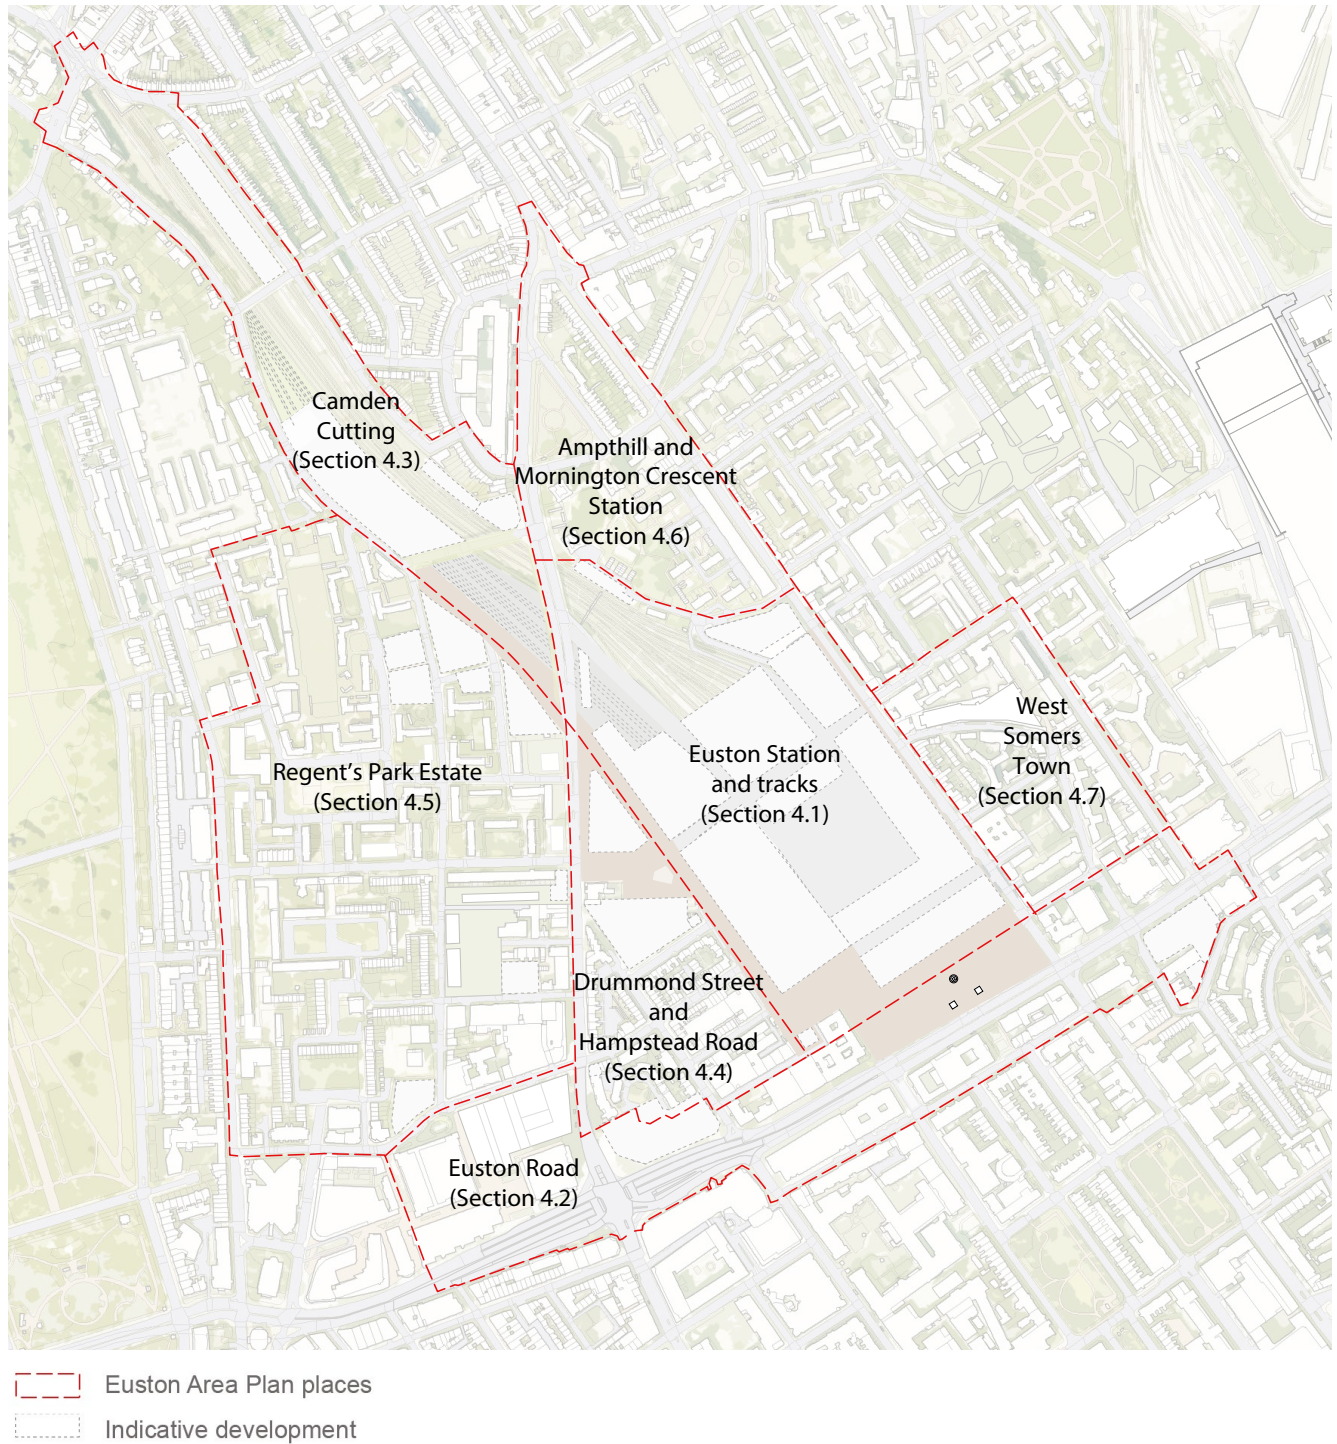 Camden
Cutting
(Section 4.3)
Ampthill and
Mornington Crescent
Station
(Section 4.6)
West
Somers
Town
(Section 4.7)
Euston Station
and tracks
(Section 4.1)
Regent's Park Estate
(Section 4.5)
Drummond Street
and
Hampstead Road
(Section 4.4)
Euston Road
(Section 4.2)
Euston Area Plan places
Indicative development